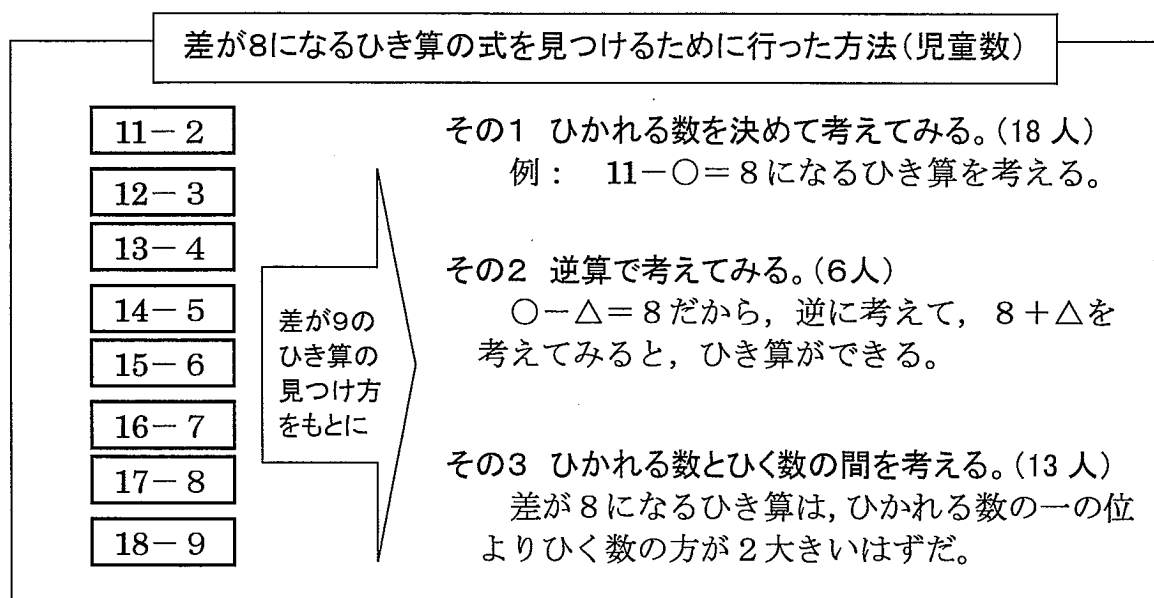 差が8になるひき算の式を見つけるために行った方法(児童数)
11－2
12－3
13－4
14－5
15－6
16－7
17－8
18－9
差が9の
ひき算の
見つけ方
をもとに
その1 ひかれる数を決めて考えてみる。(18人)
例： 11－○＝8になるひき算を考える。
その2 逆算で考えてみる。(6人)
○－△＝8だから，逆に考えて，8＋△を
考えてみると，ひき算ができる。
その3 ひかれる数とひく数の間を考える。(13人)
差が8になるひき算は，ひかれる数の一の位
よりひく数の方が2大きいはずだ。